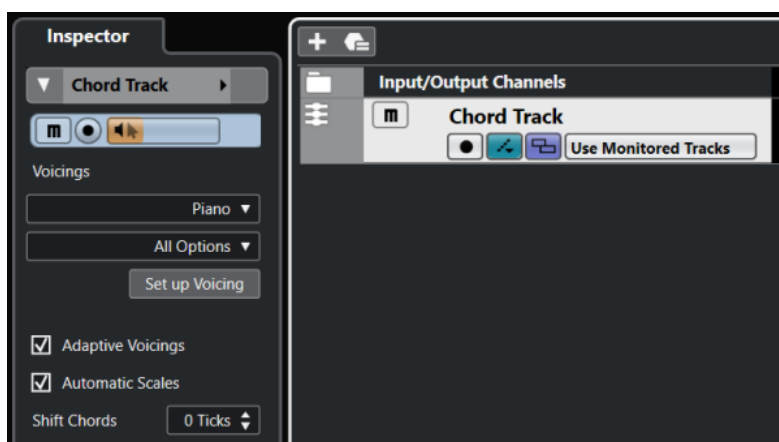 Inspector
Chord Track
m
Voicings
Piano
All Options
Set up Voicing
Adaptive Voicings
Automatic Scales
Shift Chords 0 Ticks
Input/Output Channels
m Chord Track
Use Monitored Tracks